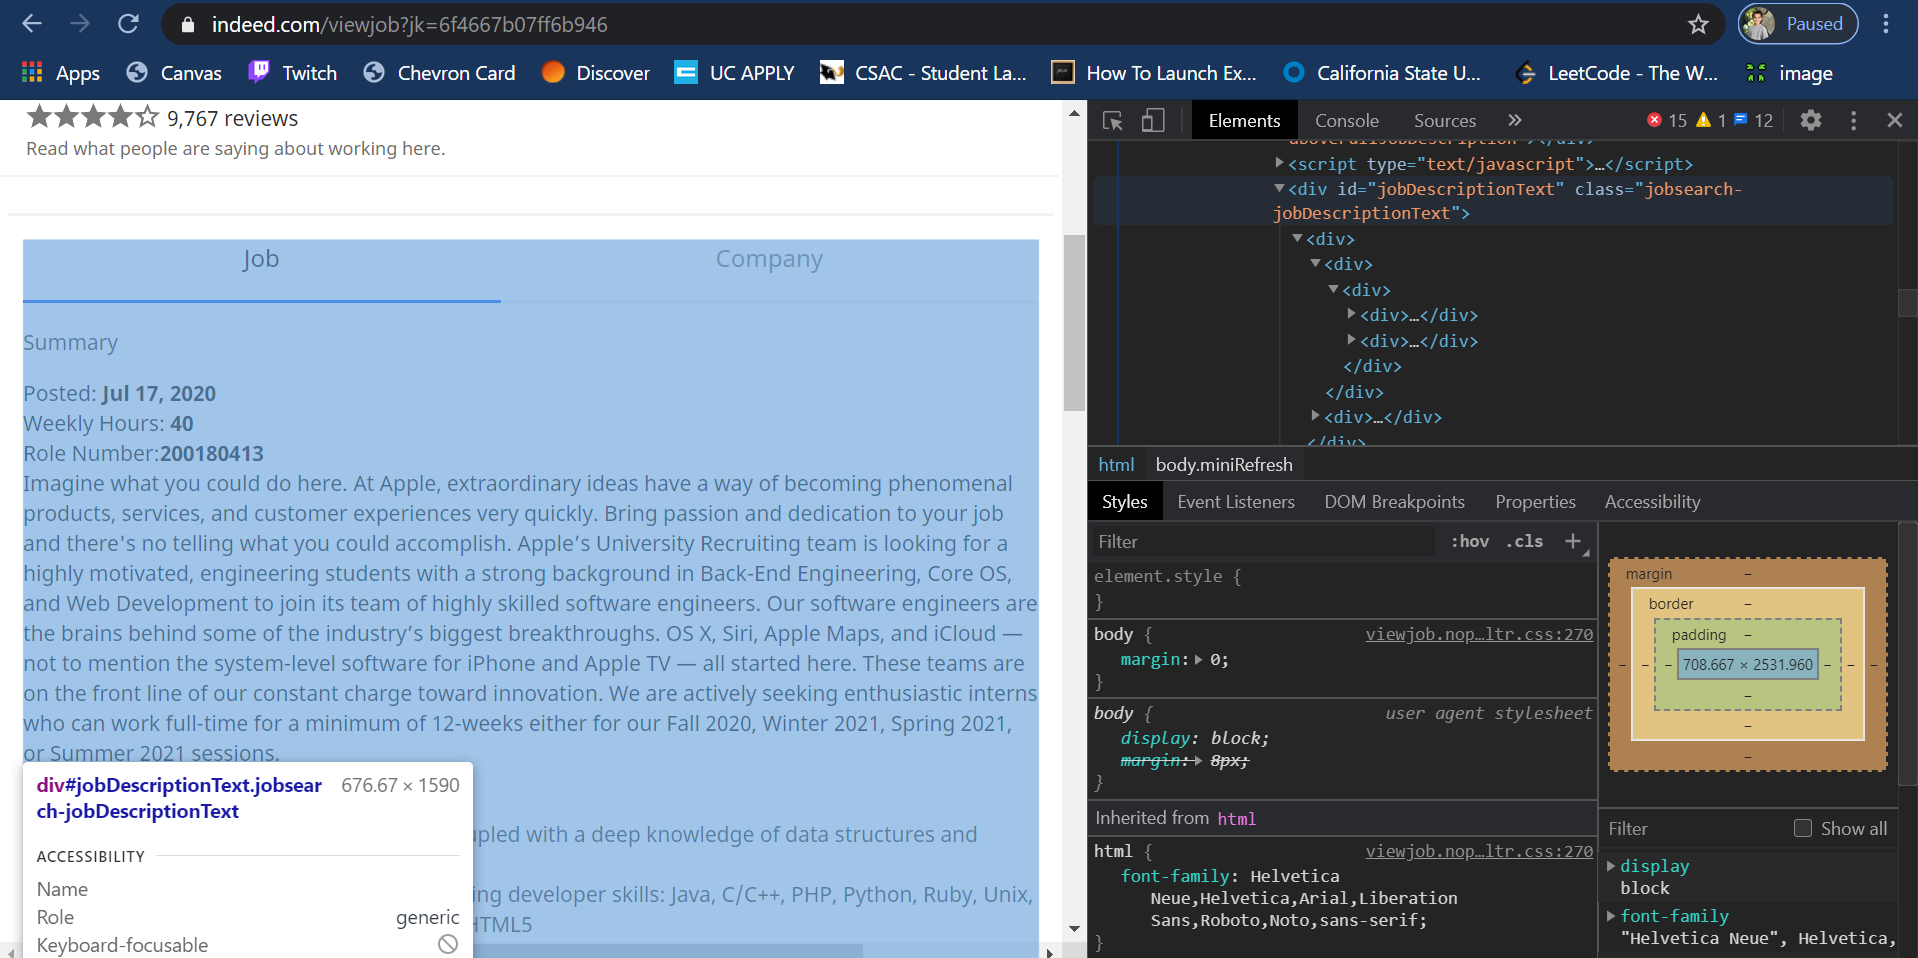 indeed.com/viewjob?jk=6f4667b07ff6b946
Paused
Apps
Canvas
Twitch
Chevron Card
Discover
UC APPLY
CSAC - Student La...
How To Launch Ex...
California State U...
LeetCode - The W...
image
9,767 reviews
Read what people are saying about working here.
Job
Company
Summary
Posted: Jul 17, 2020
Weekly Hours: 40
Role Number:200180413
Imagine what you could do here. At Apple, extraordinary ideas have a way of becoming phenomenal
products, services, and customer experiences very quickly. Bring passion and dedication to your job
and there's no telling what you could accomplish. Apple’s University Recruiting team is looking for a
highly motivated, engineering students with a strong background in Back-End Engineering, Core OS,
and Web Development to join its team of highly skilled software engineers. Our software engineers are
the brains behind some of the industry’s biggest breakthroughs. OS X, Siri, Apple Maps, and iCloud —
not to mention the system-level software for iPhone and Apple TV — all started here. These teams are
on the front line of our constant charge toward innovation. We are actively seeking enthusiastic interns
who can work full-time for a minimum of 12-weeks either for our Fall 2020, Winter 2021, Spring 2021,
or Summer 2021 sessions.
div#jobDescriptionText.jobsear
ch-jobDescriptionText
676.67 × 1590
ACCESSIBILITY
Name
Role
generic
Keyboard-focusable
with a deep knowledge of data structures and
developer skills: Java, C/C++, PHP, Python, Ruby, Unix,
HTML5
Elements
Console
Sources
»
15
1
12
aboveFullJobDescription"></div>
<script type="text/javascript">…</script>
<div id="jobDescriptionText" class="jobsearch-
jobDescriptionText">
<div>
<div>
<div>
<div>…</div>
<div>…</div>
</div>
</div>
<div>…</div>
</div>
html
body.miniRefresh
Styles
Event Listeners
DOM Breakpoints
Properties
Accessibility
Filter
:hov
.cls
+
element.style {
}
body {
viewjob.nop…ltr.css:270
margin: 0;
}
body {
user agent stylesheet
display: block;
margin: 8px;
}
Inherited from html
html {
viewjob.nop…ltr.css:270
font-family: Helvetica
Neue,Helvetica,Arial,Liberation
Sans,Roboto,Noto,sans-serif;
}
margin
–
border
–
padding
–
– – – 708.667 × 2531.960 – – –
–
–
–
Filter
Show all
display
block
font-family
"Helvetica Neue", Helvetica,